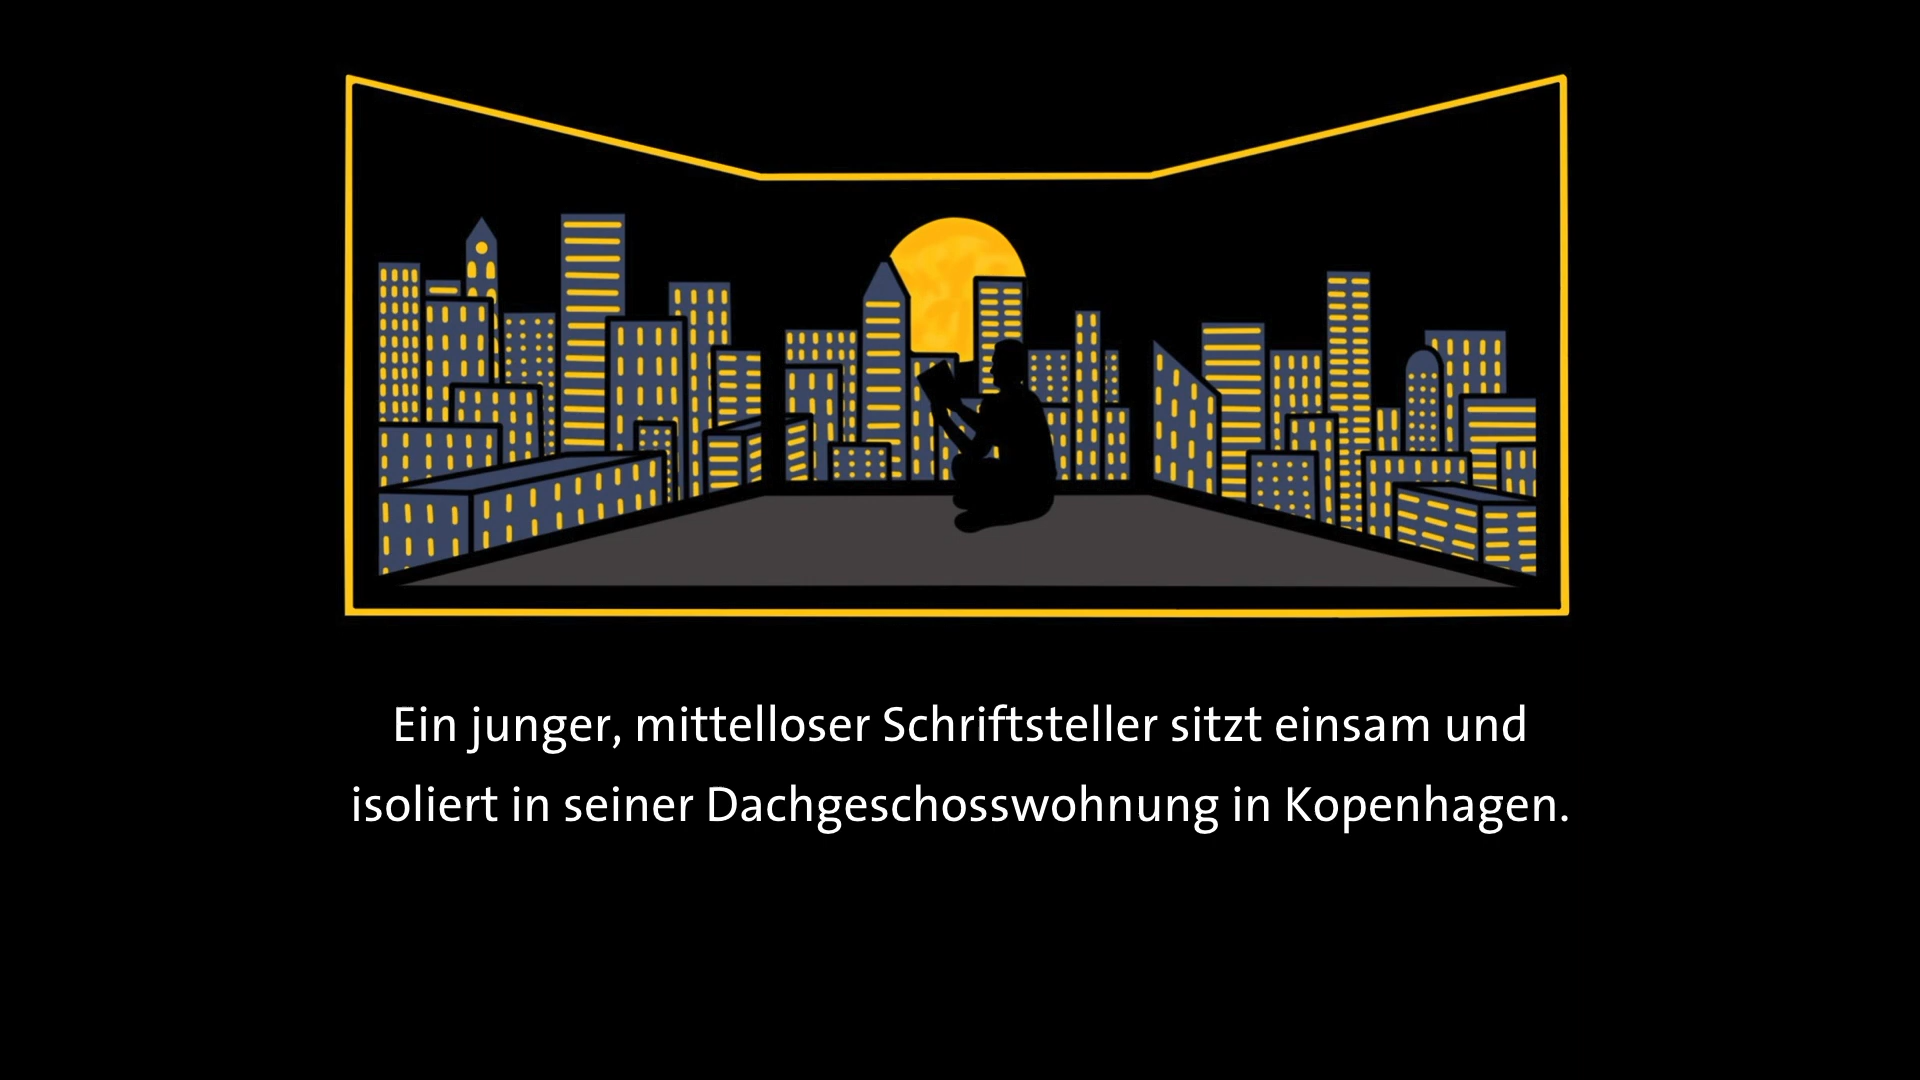 Ein junger, mittelloser Schriftsteller sitzt einsam und
isoliert in seiner Dachgeschosswohnung in Kopenhagen.